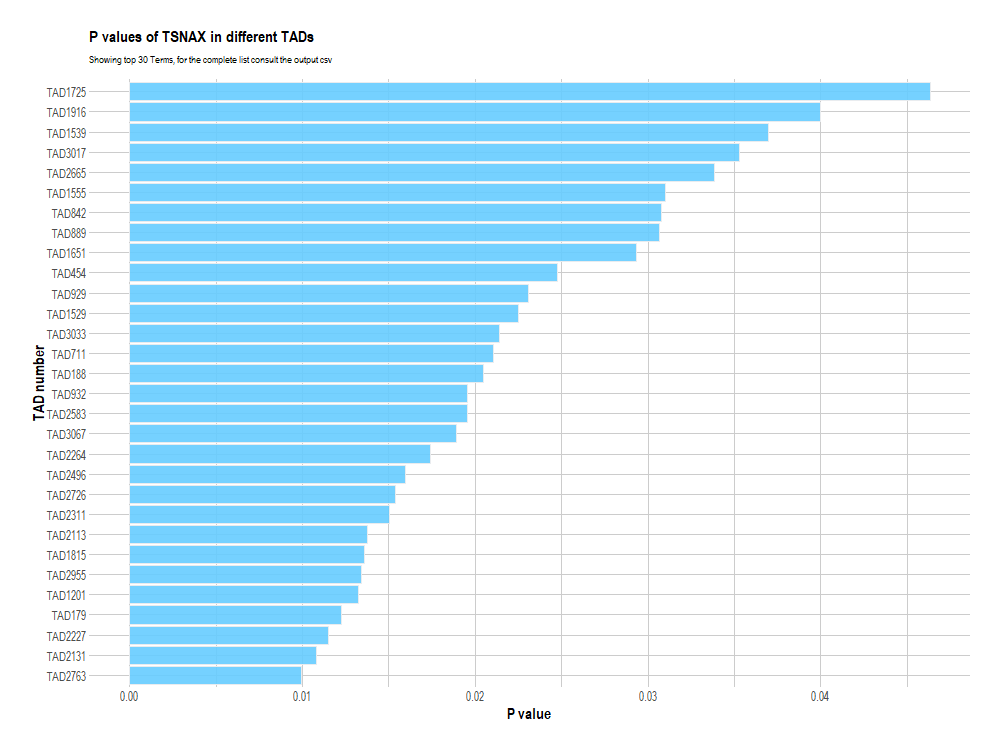 P values of TSNAX in different TADs
Showing top 30 Terms, for the complete list consult the output csv
TAD number
TAD1725
TAD1916
TAD1539
TAD3017
TAD2665
TAD1555
TAD842
TAD889
TAD1651
TAD454
TAD929
TAD1529
TAD3033
TAD711
TAD188
TAD932
TAD2583
TAD3067
TAD2264
TAD2496
TAD2726
TAD2311
TAD2113
TAD1815
TAD2955
TAD1201
TAD179
TAD2227
TAD2131
TAD2763
0.00 0.01 0.02 0.03 0.04
P value